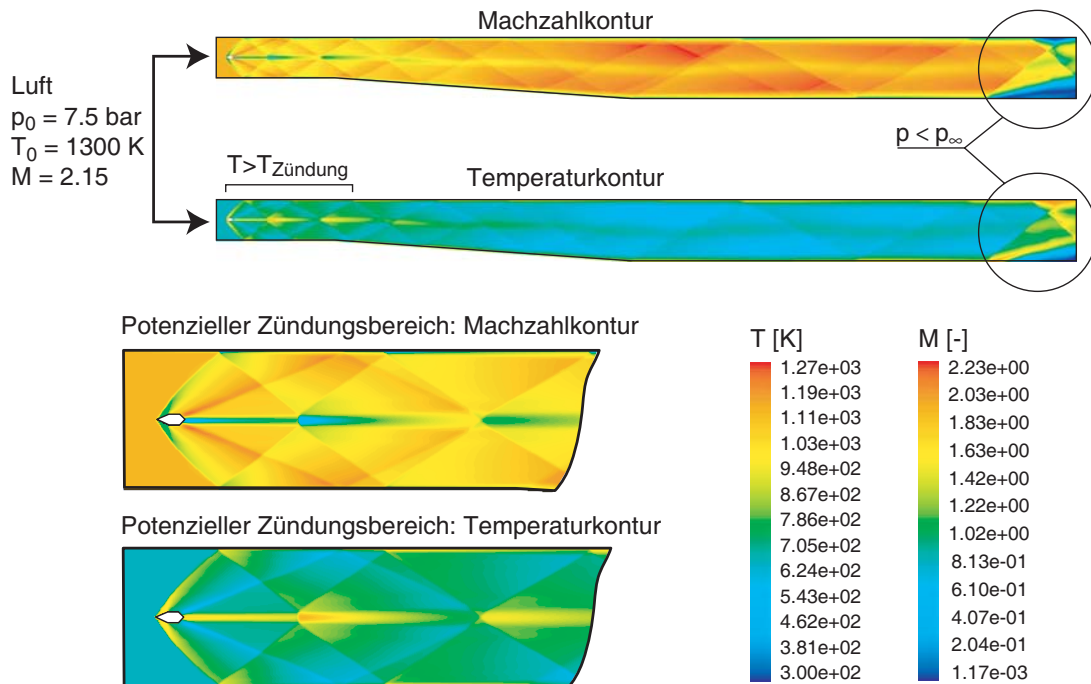 Machzahlkontur
Luft
p0 = 7.5 bar
T0 = 1300 K
M = 2.15
p < p∞
T>TZündung
Temperaturkontur
Potenzieller Zündungsbereich: Machzahlkontur
Potenzieller Zündungsbereich: Temperaturkontur
T [K]
1.27e+03
1.19e+03
1.11e+03
1.03e+03
9.48e+02
8.67e+02
7.86e+02
7.05e+02
6.24e+02
5.43e+02
4.62e+02
3.81e+02
3.00e+02
M [-]
2.23e+00
2.03e+00
1.83e+00
1.63e+00
1.42e+00
1.22e+00
1.02e+00
8.13e-01
6.10e-01
4.07e-01
2.04e-01
1.17e-03